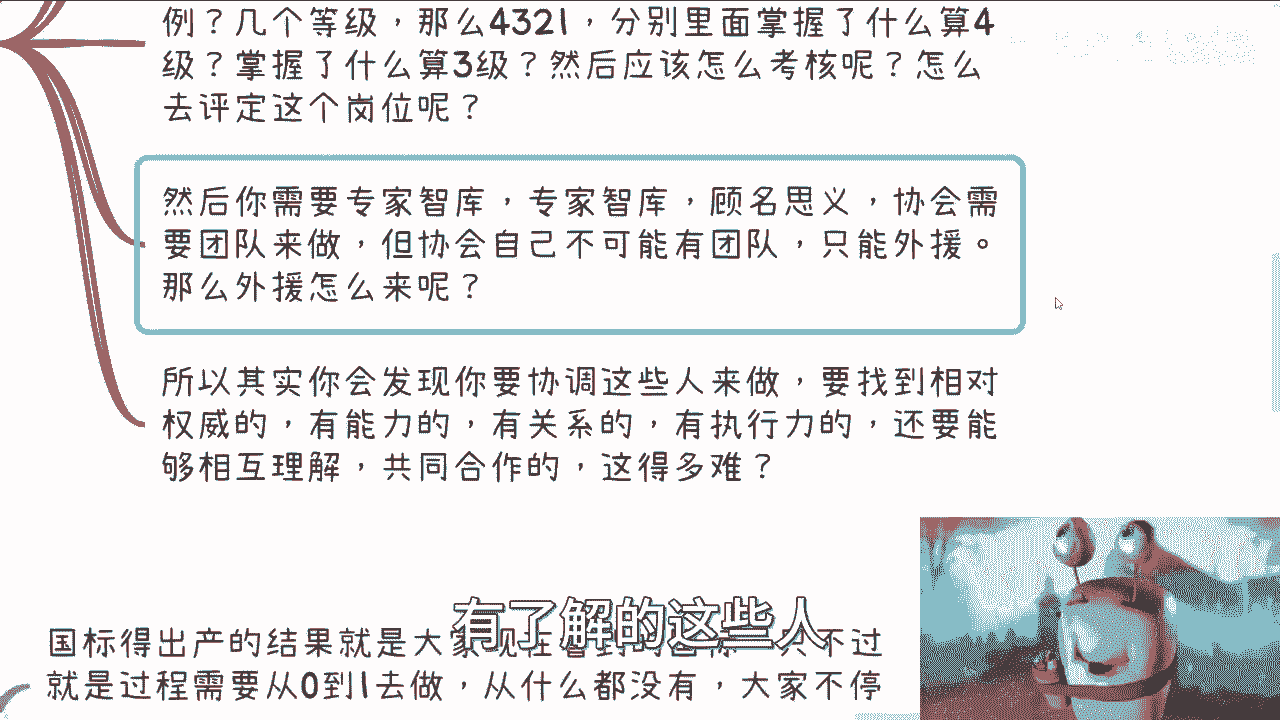 例？几个等级，那么4321，分别里面掌握了什么算4
级？掌握了什么算3级？然后应该怎么考核呢？怎么
去评定这个岗位呢？
然后你需要专家智库，专家智库，顾名思义，协会需
要团队来做，但协会自己不可能有团队，只能外援。
那么外援怎么来呢？
所以其实你会发现你要协调这些人来做，要找到相对
权威的，有能力的，有关系的，有执行力的，还要能
够相互理解，共同合作的，这得多难？
有了解的这些人
国标得出产的结果就是大家现在看到的 只不过
就是过程需要从0到1去做，从什么都没有，大家不停